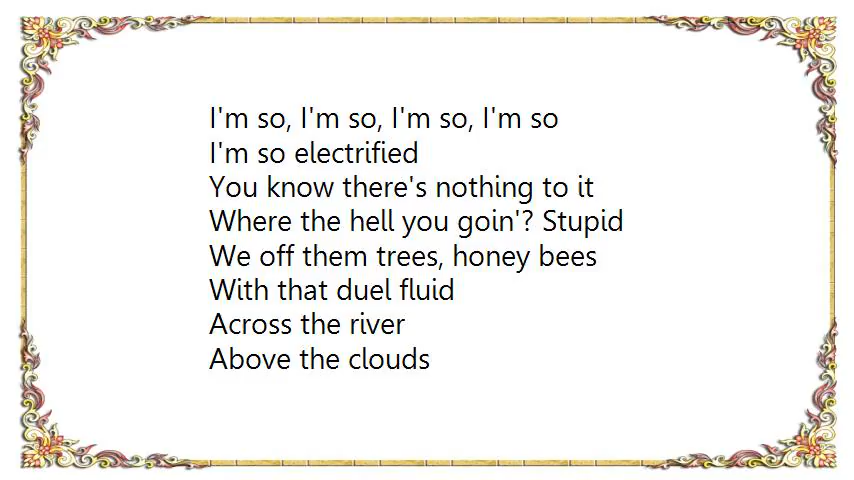 I'm so, I'm so, I'm so, I'm so
I'm so electrified
You know there's nothing to it
Where the hell you goin'? Stupid
We off them trees, honey bees
With that duel fluid
Across the river
Above the clouds